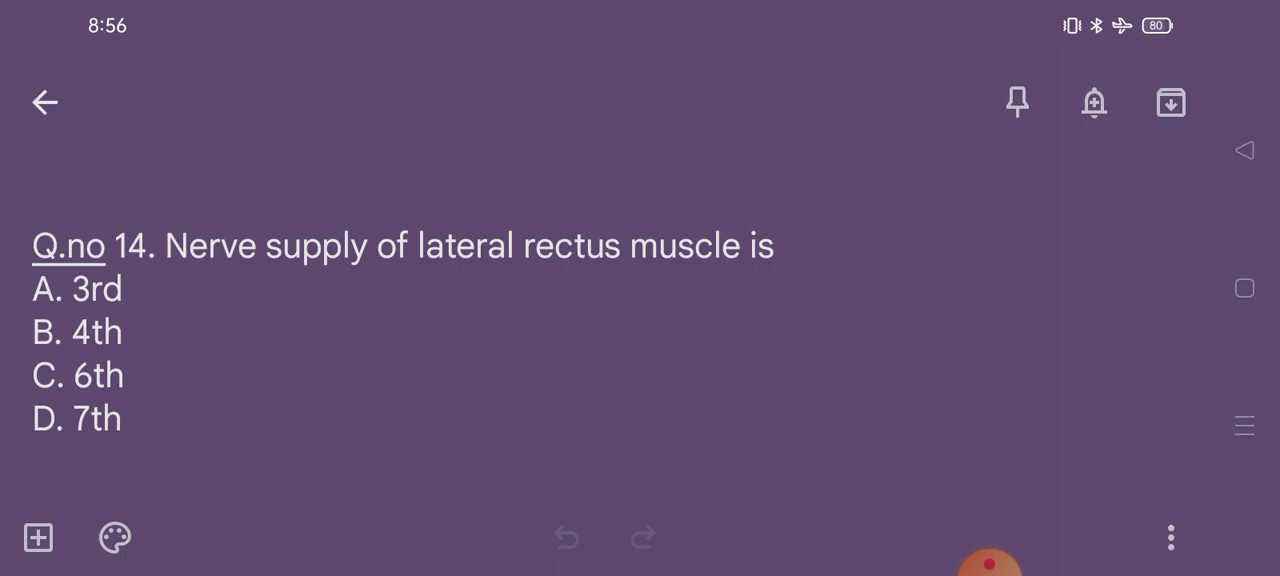 8:56
80
Q.no 14. Nerve supply of lateral rectus muscle is
A. 3rd
B. 4th
C. 6th
D. 7th